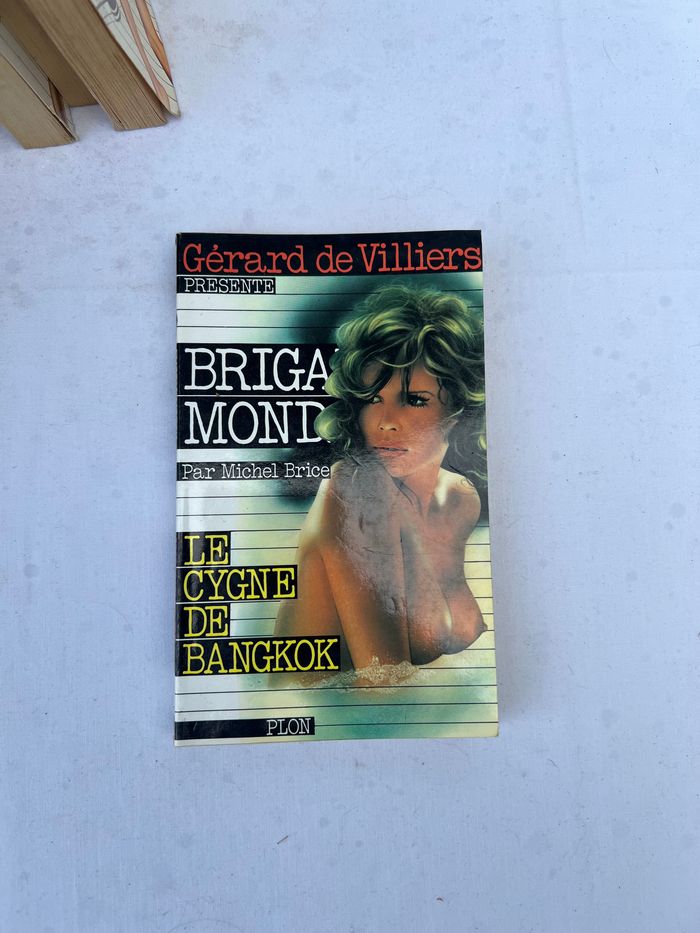 Gérard de Villiers
PRESENTE
BRIGA
MOND
Par Michel Brice
LE
CYGNE
DE
BANGKOK
PLON